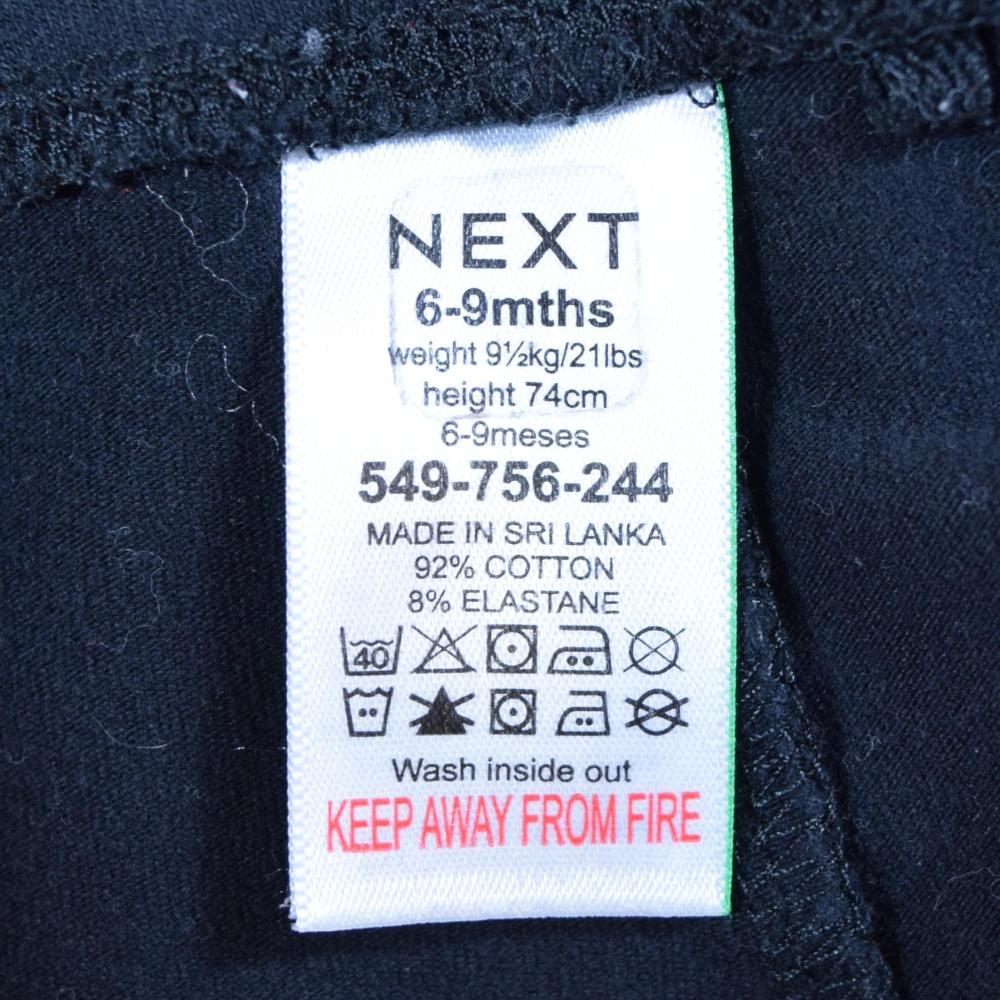 NEXT
6-9mths
weight 9½kg/21lbs
height 74cm
6-9meses
549-756-244
MADE IN SRI LANKA
92% COTTON
8% ELASTANE
40
Wash inside out
KEEP AWAY FROM FIRE